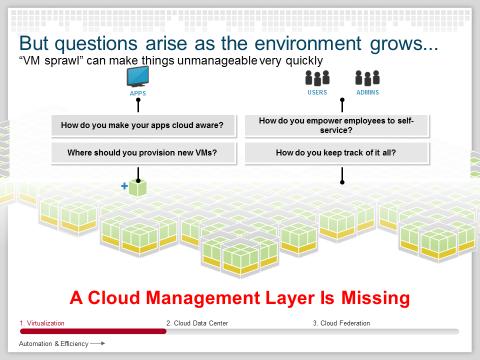 But questions arise as the environment grows...
“VM sprawl” can make things unmanageable very quickly
APPS
USERS
ADMINS
How do you make your apps cloud aware?
How do you empower employees to self-
service?
Where should you provision new VMs?
How do you keep track of it all?
+
A Cloud Management Layer Is Missing
1. Virtualization
2. Cloud Data Center
3. Cloud Federation
Automation & Efficiency